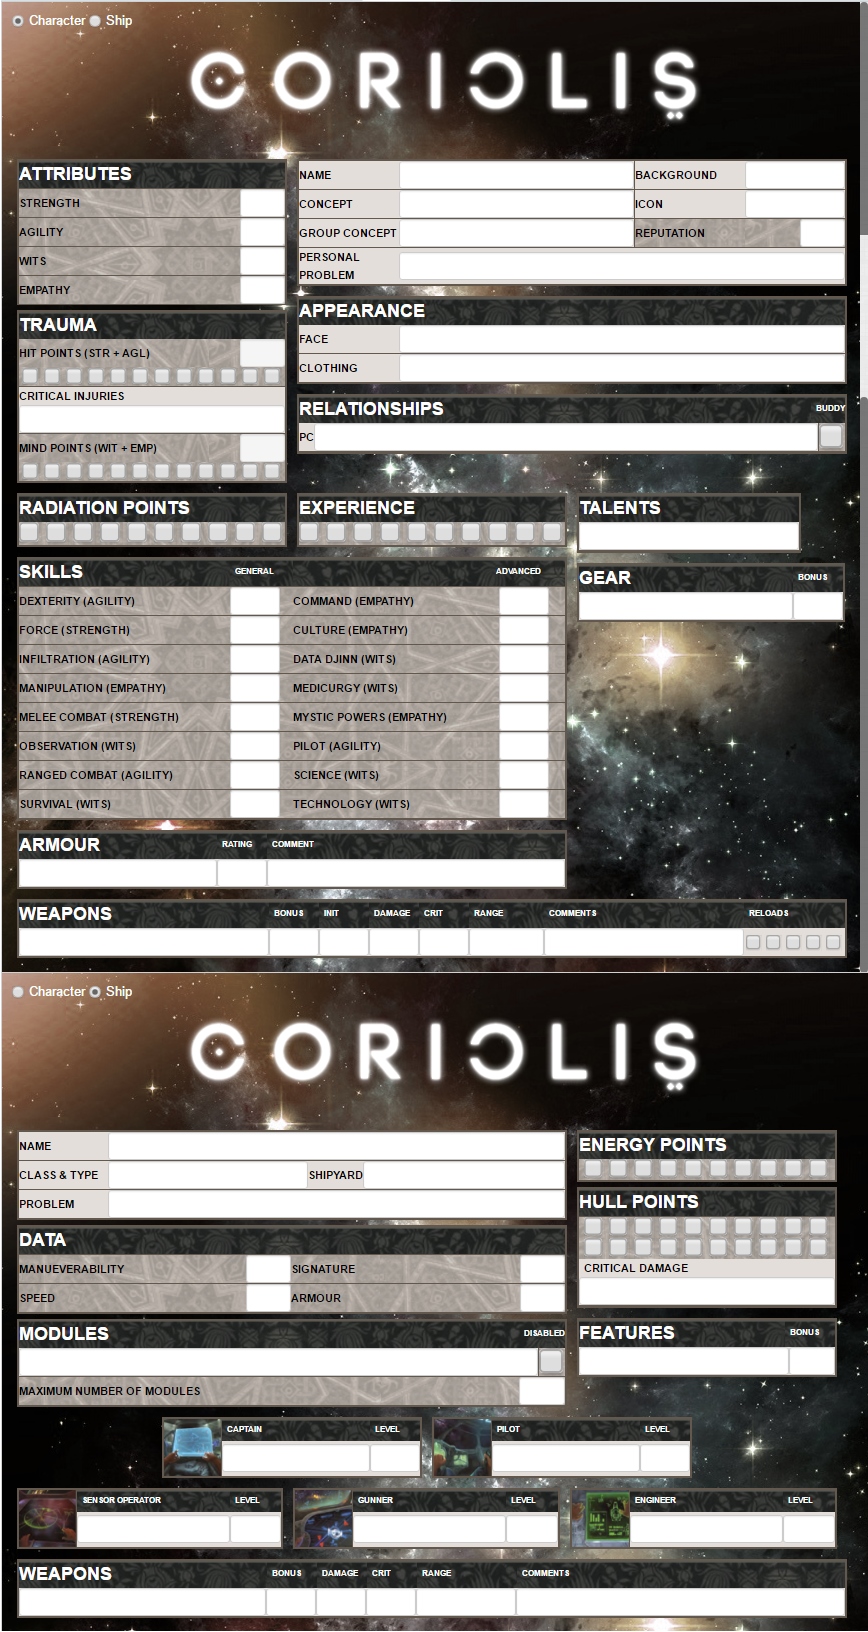 Character Ship
CORIOLIS
ATTRIBUTES
STRENGTH
AGILITY
WITS
EMPATHY
NAME BACKGROUND
CONCEPT ICON
GROUP CONCEPT REPUTATION
PERSONAL
PROBLEM
TRAUMA
HIT POINTS (STR + AGL)
CRITICAL INJURIES
MIND POINTS (WIT + EMP)
APPEARANCE
FACE
CLOTHING
RELATIONSHIPS BUDDY
PC
RADIATION POINTS
EXPERIENCE
TALENTS
GEAR BONUS
SKILLS GENERAL ADVANCED
DEXTERITY (AGILITY) COMMAND (EMPATHY)
FORCE (STRENGTH) CULTURE (EMPATHY)
INFILTRATION (AGILITY) DATA DJINN (WITS)
MANIPULATION (EMPATHY) MEDICURGY (WITS)
MELEE COMBAT (STRENGTH) MYSTIC POWERS (EMPATHY)
OBSERVATION (WITS) PILOT (AGILITY)
RANGED COMBAT (AGILITY) SCIENCE (WITS)
SURVIVAL (WITS) TECHNOLOGY (WITS)
ARMOUR RATING COMMENT
WEAPONS BONUS INIT DAMAGE CRIT RANGE COMMENTS RELOADS
Character Ship
CORIOLIS
NAME
CLASS & TYPE SHIPYARD
PROBLEM
ENERGY POINTS
HULL POINTS
CRITICAL DAMAGE
DATA
MANUEVERABILITY SIGNATURE
SPEED ARMOUR
MODULES DISABLED
MAXIMUM NUMBER OF MODULES
FEATURES BONUS
CAPTAIN LEVEL
PILOT LEVEL
SENSOR OPERATOR LEVEL
GUNNER LEVEL
ENGINEER LEVEL
WEAPONS BONUS DAMAGE CRIT RANGE COMMENTS